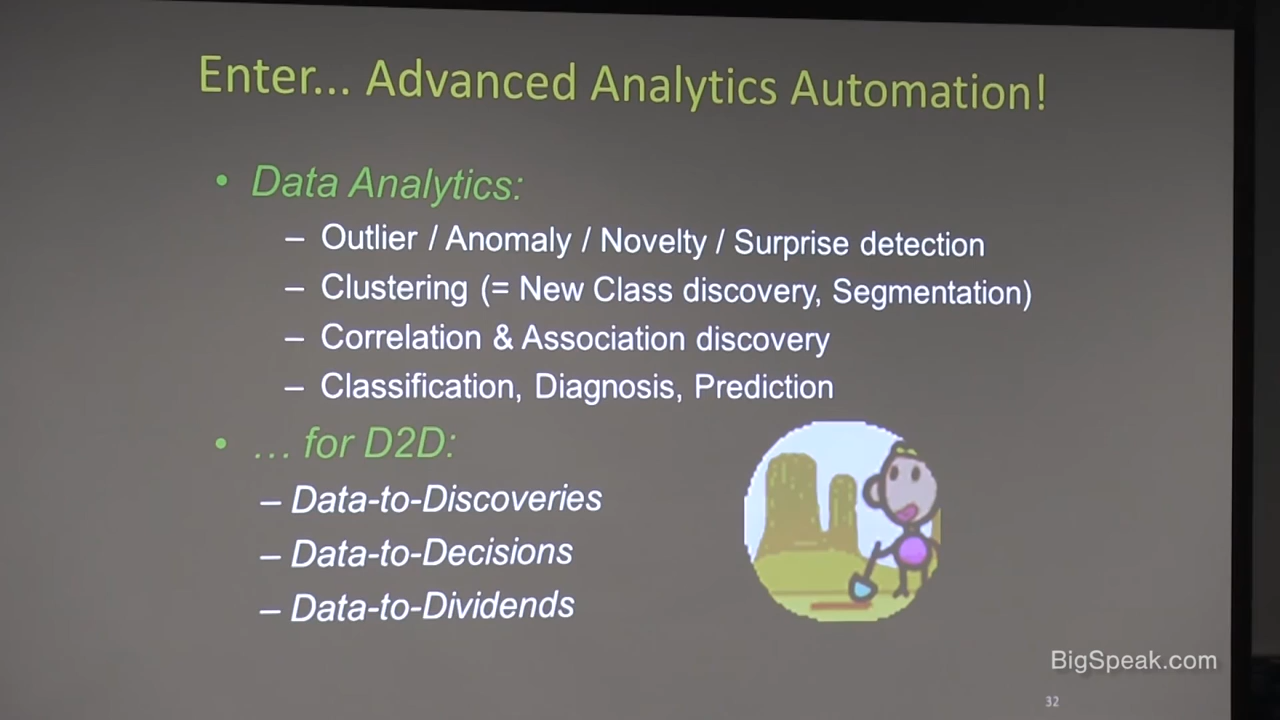 Enter... Advanced Analytics Automation!
• Data Analytics:
– Outlier / Anomaly / Novelty / Surprise detection
– Clustering (= New Class discovery, Segmentation)
– Correlation & Association discovery
– Classification, Diagnosis, Prediction
• ... for D2D:
– Data-to-Discoveries
– Data-to-Decisions
– Data-to-Dividends
BigSpeak.com
32